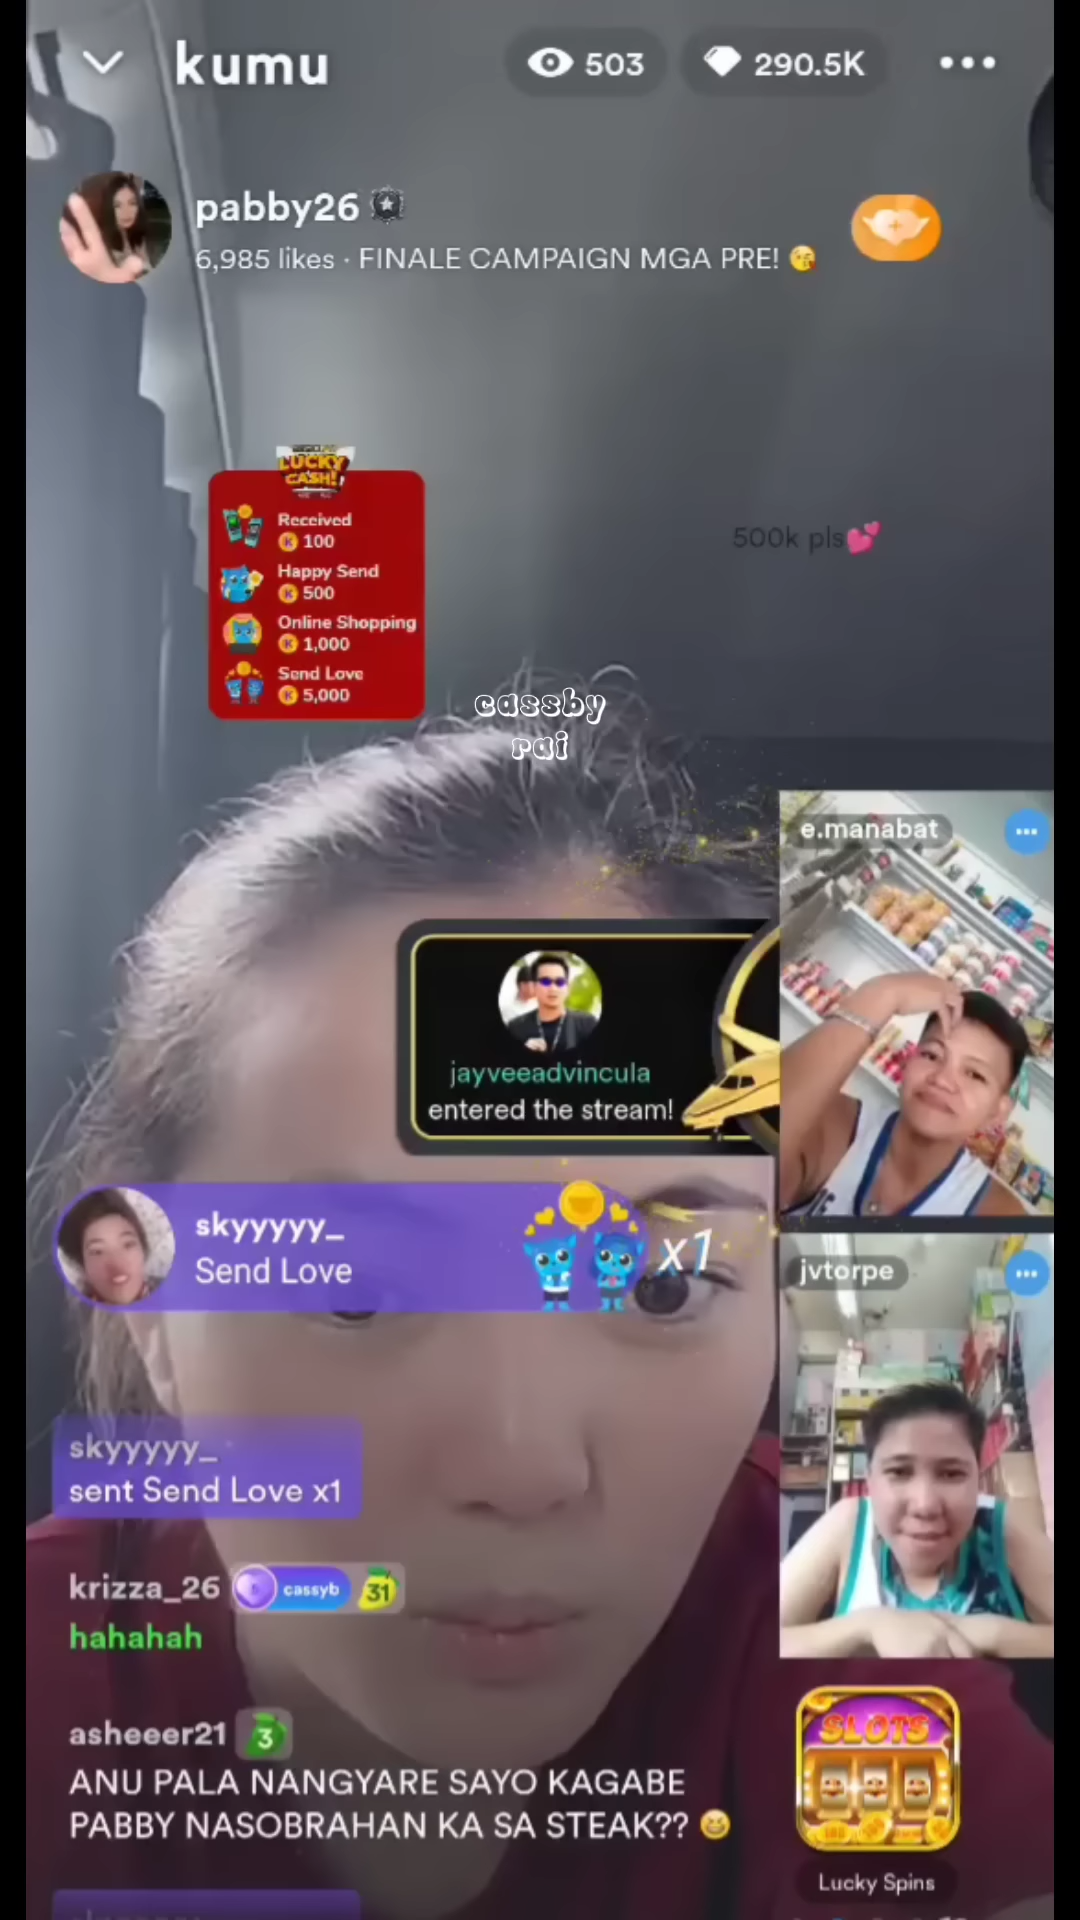 kumu
503
290.5K
pabby26
6,985 likes · FINALE CAMPAIGN MGA PRE! 😘
LUCKY
CASH!
Received
100
Happy Send
500
Online Shopping
1,000
Send Love
5,000
500k pls💕
cassby
rai
e.manabat
jayveeadvincula
entered the stream!
skyyyyy_
Send Love
x1
jvtorpe
skyyyyy_
sent Send Love x1
krizza_26 cassyb 31
hahahah
asheeer21 3
ANU PALA NANGYARE SAYO KAGABE
PABBY NASOBRAHAN KA SA STEAK?? 😆
SLOTS
Lucky Spins